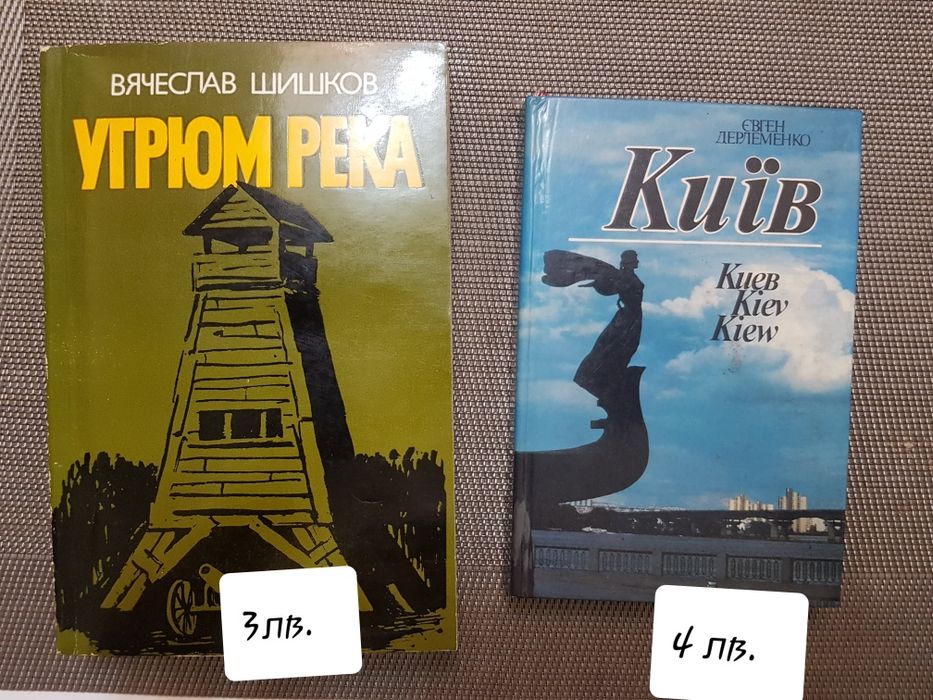 ВЯЧЕСЛАВ ШИШКОВ
УГРЮМ РЕКА
3лв.
ЄВГЕН
ДЕРЛЕМЕНКО
Київ
Киев
Kiev
Kiew
4 лв.